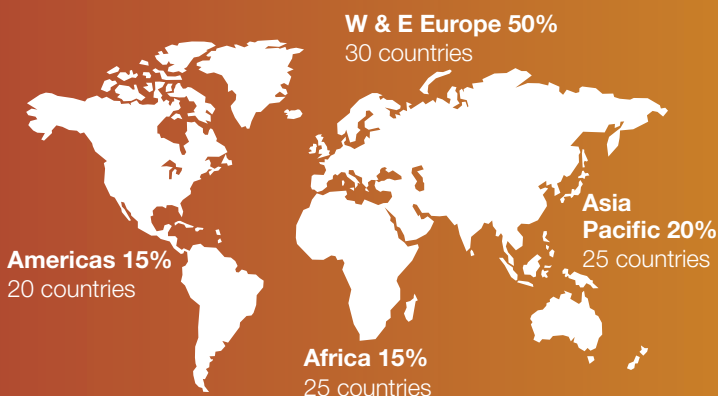 W & E Europe 50%
30 countries
Asia
Pacific 20%
25 countries
Americas 15%
20 countries
Africa 15%
25 countries